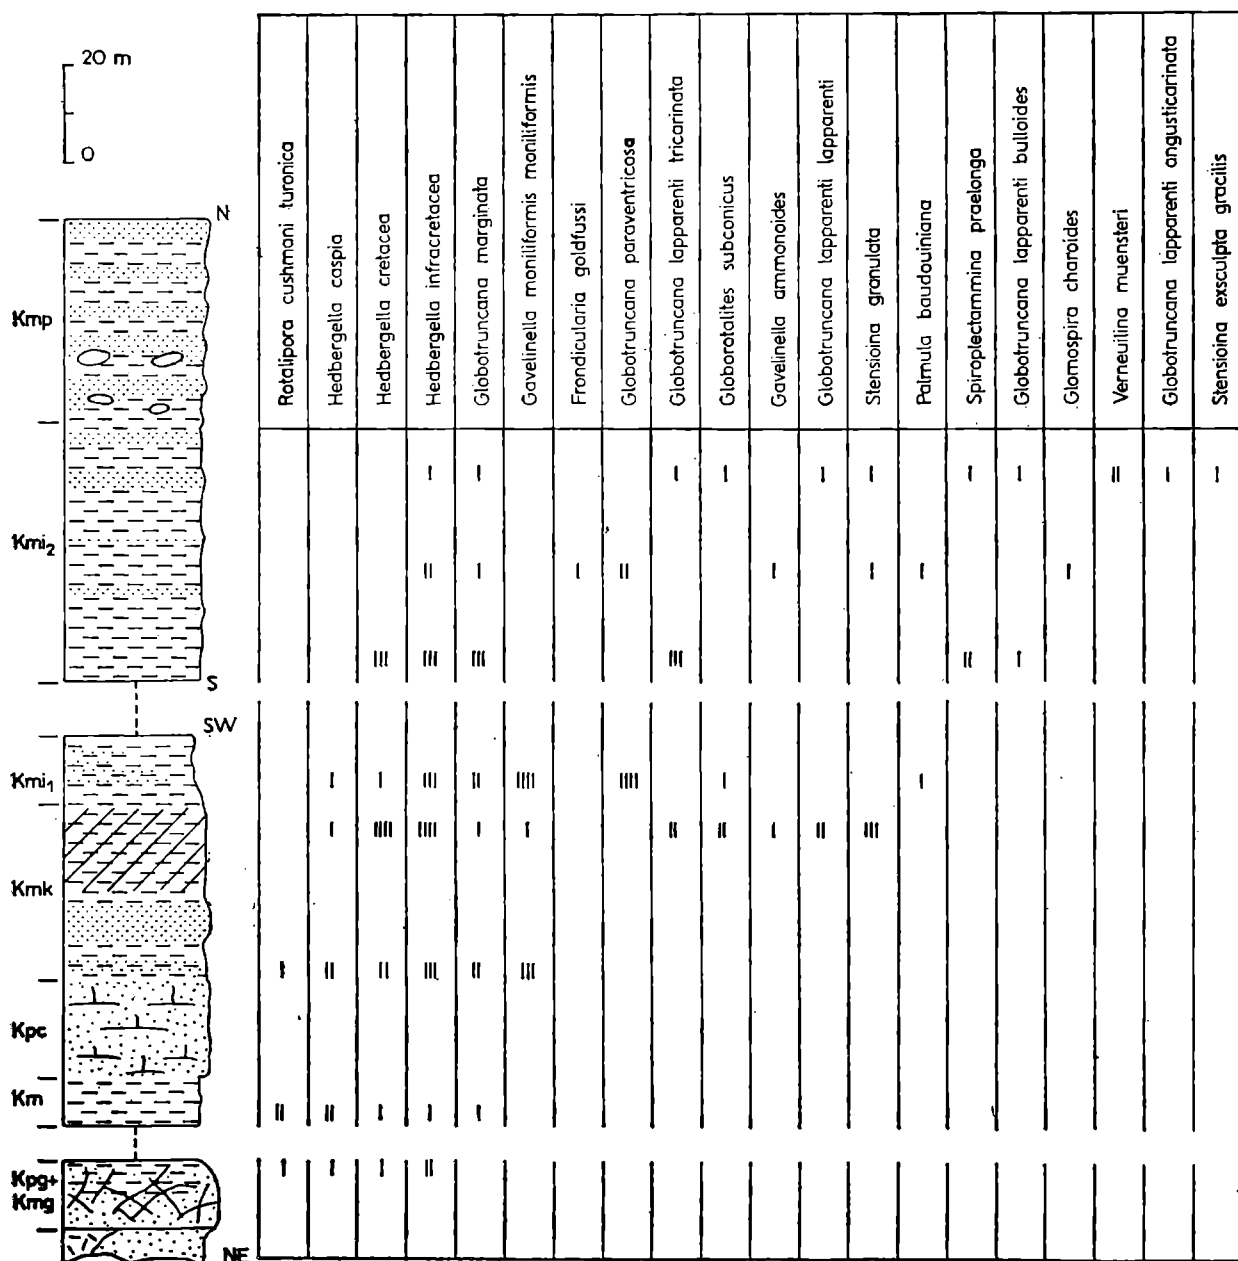 20 m
0
N
Kmp
Kmi2
S
SW
Kmi1
Kmk
Kpc
Km
Kpg+
Kmg
NE
Rotalipora cushmani turonica
Hedbergella caspia
Hedbergella cretacea
Hedbergella infracretacea
Globotruncana marginata
Gavelinella moniliformis moniliformis
Frondicularia goldfussi
Globotruncana paraventricosa
Globotruncana lapparenti tricarinata
Globorotalites subconicus
Gavelinella ammonoides
Globotruncana lapparenti lapparenti
Stensioina granulata
Palmula baudouiniana
Spiroplectammina praelonga
Globotruncana lapparenti bulloides
Glomospira charoides
Verneuilina muensteri
Globotruncana lapparenti angusticarinata
Stensioina exsculpta gracilis